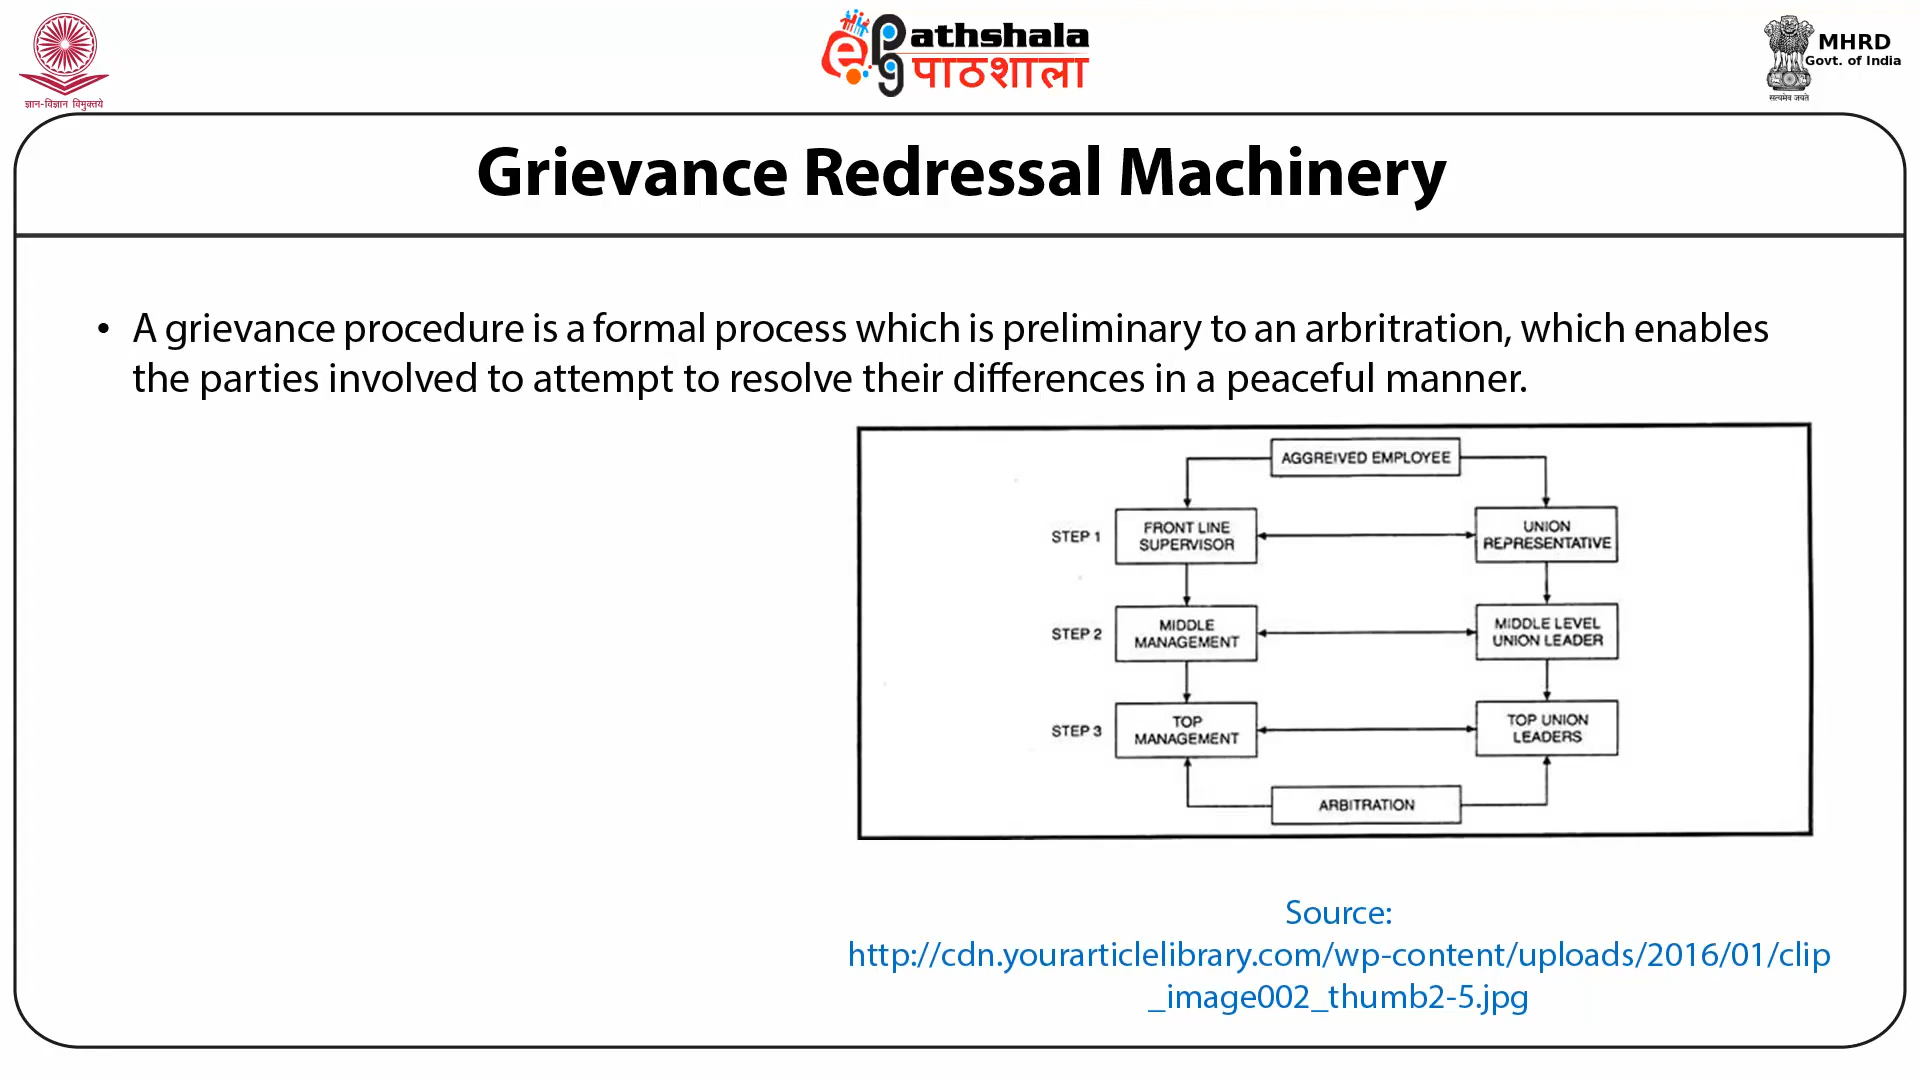 ज्ञान-विज्ञान विमुक्तये
ePathshala
पाठशाला
MHRD
Govt. of India
सत्यमेव जयते
Grievance Redressal Machinery
• A grievance procedure is a formal process which is preliminary to an arbritration, which enables
the parties involved to attempt to resolve their differences in a peaceful manner.
AGGREIVED EMPLOYEE
STEP 1
FRONT LINE
SUPERVISOR
UNION
REPRESENTATIVE
STEP 2
MIDDLE
MANAGEMENT
MIDDLE LEVEL
UNION LEADER
STEP 3
TOP
MANAGEMENT
TOP UNION
LEADERS
ARBITRATION
Source:
http://cdn.yourarticlelibrary.com/wp-content/uploads/2016/01/clip
_image002_thumb2-5.jpg